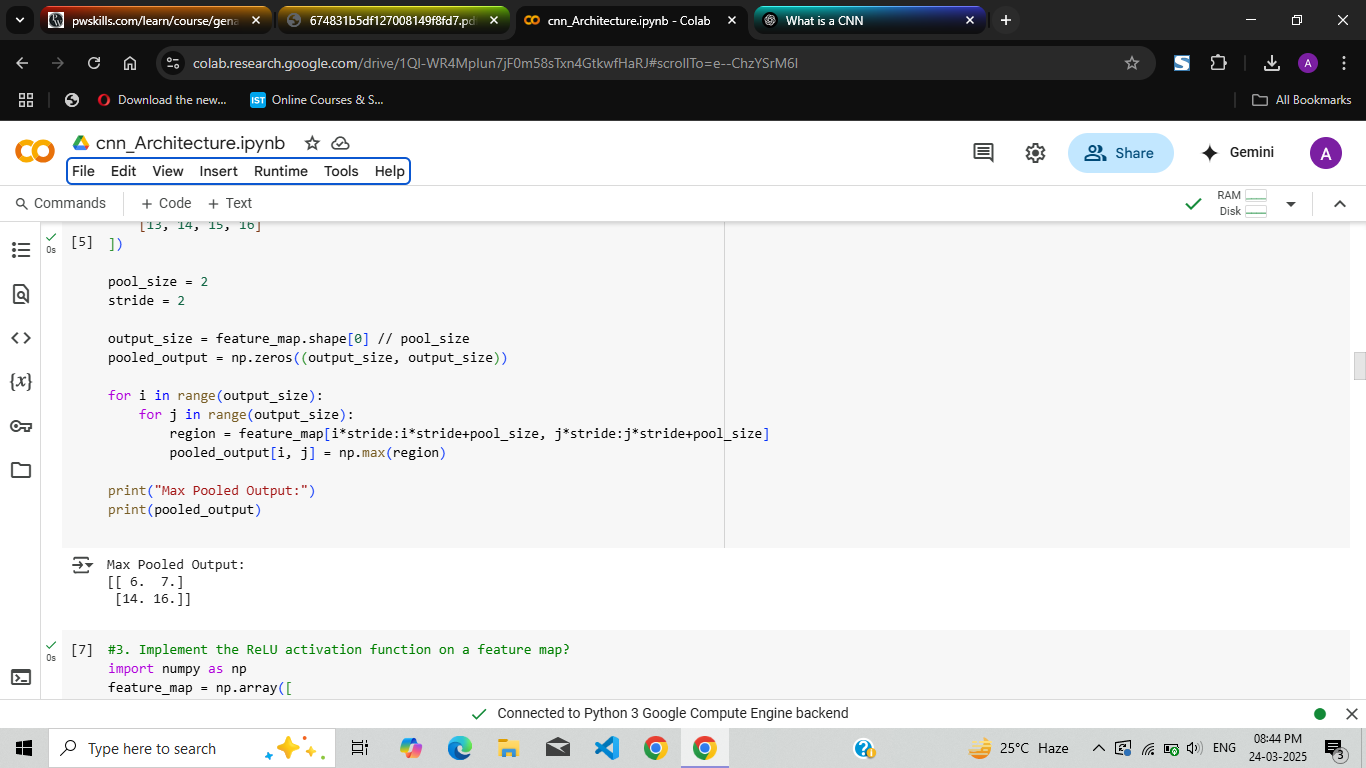 pwskills.com/learn/course/gena
674831b5df127008149f8fd7.pd
cnn_Architecture.ipynb - Colab
What is a CNN
colab.research.google.com/drive/1QI-WR4MpIun7jF0m58sTxn4GtkwfHaRJ#scrollTo=e--ChzYSrM6I
A
Download the new...
IST Online Courses & S...
All Bookmarks
cnn_Architecture.ipynb
File Edit View Insert Runtime Tools Help
Share
Gemini
A
Commands + Code + Text
RAM
Disk
[13, 14, 15, 16]
0s
[5] ])
pool_size = 2
stride = 2
output_size = feature_map.shape[0] // pool_size
pooled_output = np.zeros((output_size, output_size))
for i in range(output_size):
for j in range(output_size):
region = feature_map[i*stride:i*stride+pool_size, j*stride:j*stride+pool_size]
pooled_output[i, j] = np.max(region)
print("Max Pooled Output:")
print(pooled_output)
Max Pooled Output:
[[ 6. 7.]
[14. 16.]]
0s
[7] #3. Implement the ReLU activation function on a feature map?
import numpy as np
feature_map = np.array([
Connected to Python 3 Google Compute Engine backend
Type here to search
25°C Haze
ENG
08:44 PM
24-03-2025
3